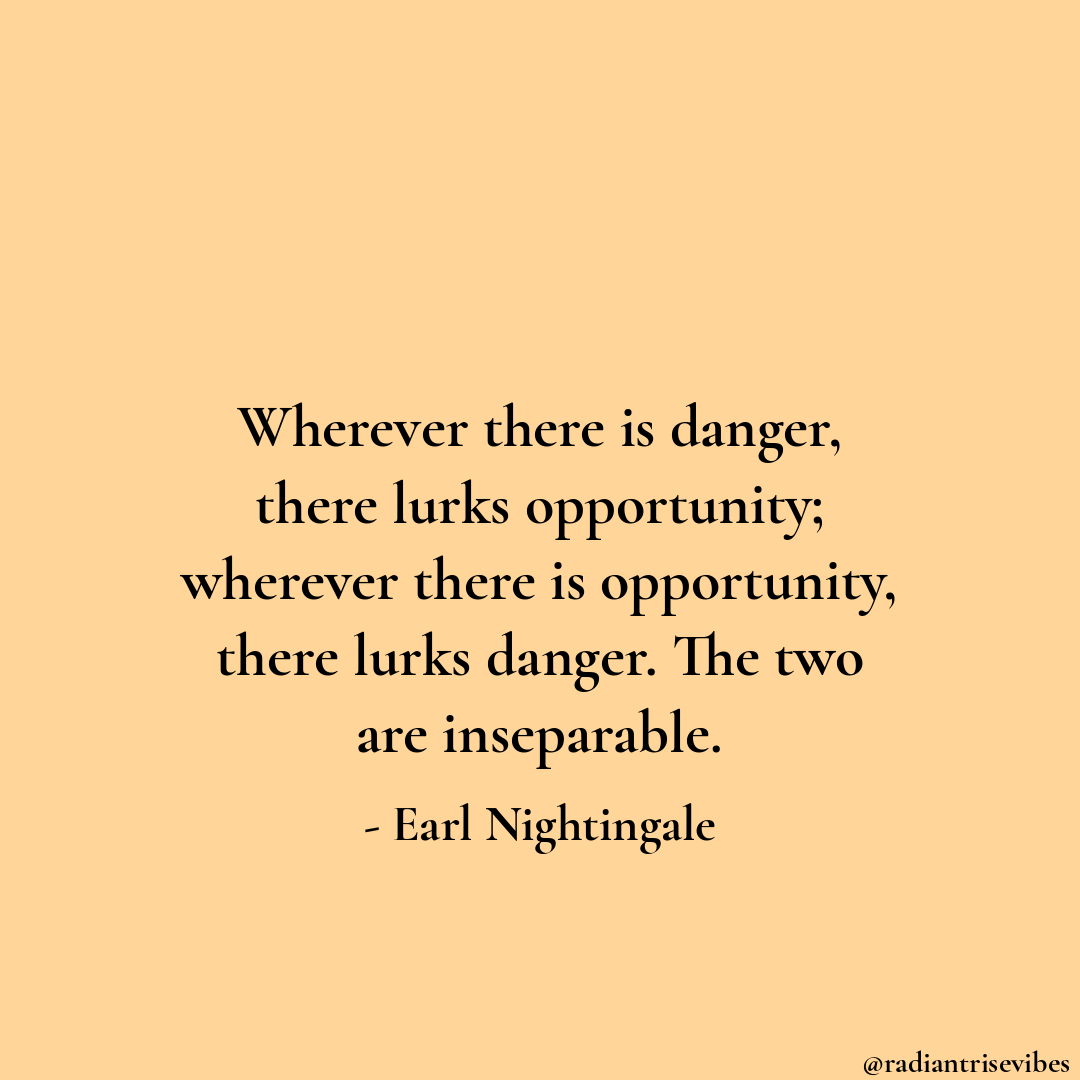 Wherever there is danger,
there lurks opportunity;
wherever there is opportunity,
there lurks danger. The two
are inseparable.
- Earl Nightingale
@radiantrisevibes